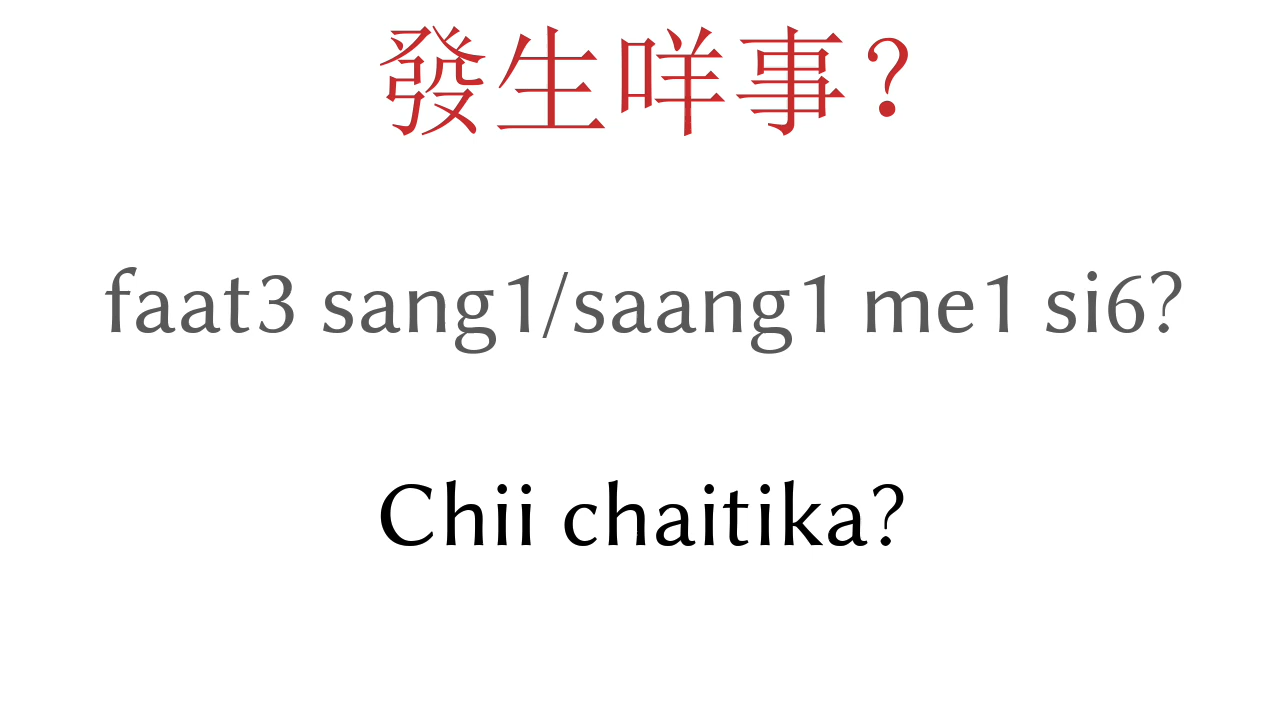 發生咩事？
faat3 sang1/saang1 me1 si6?
Chii chaitika?